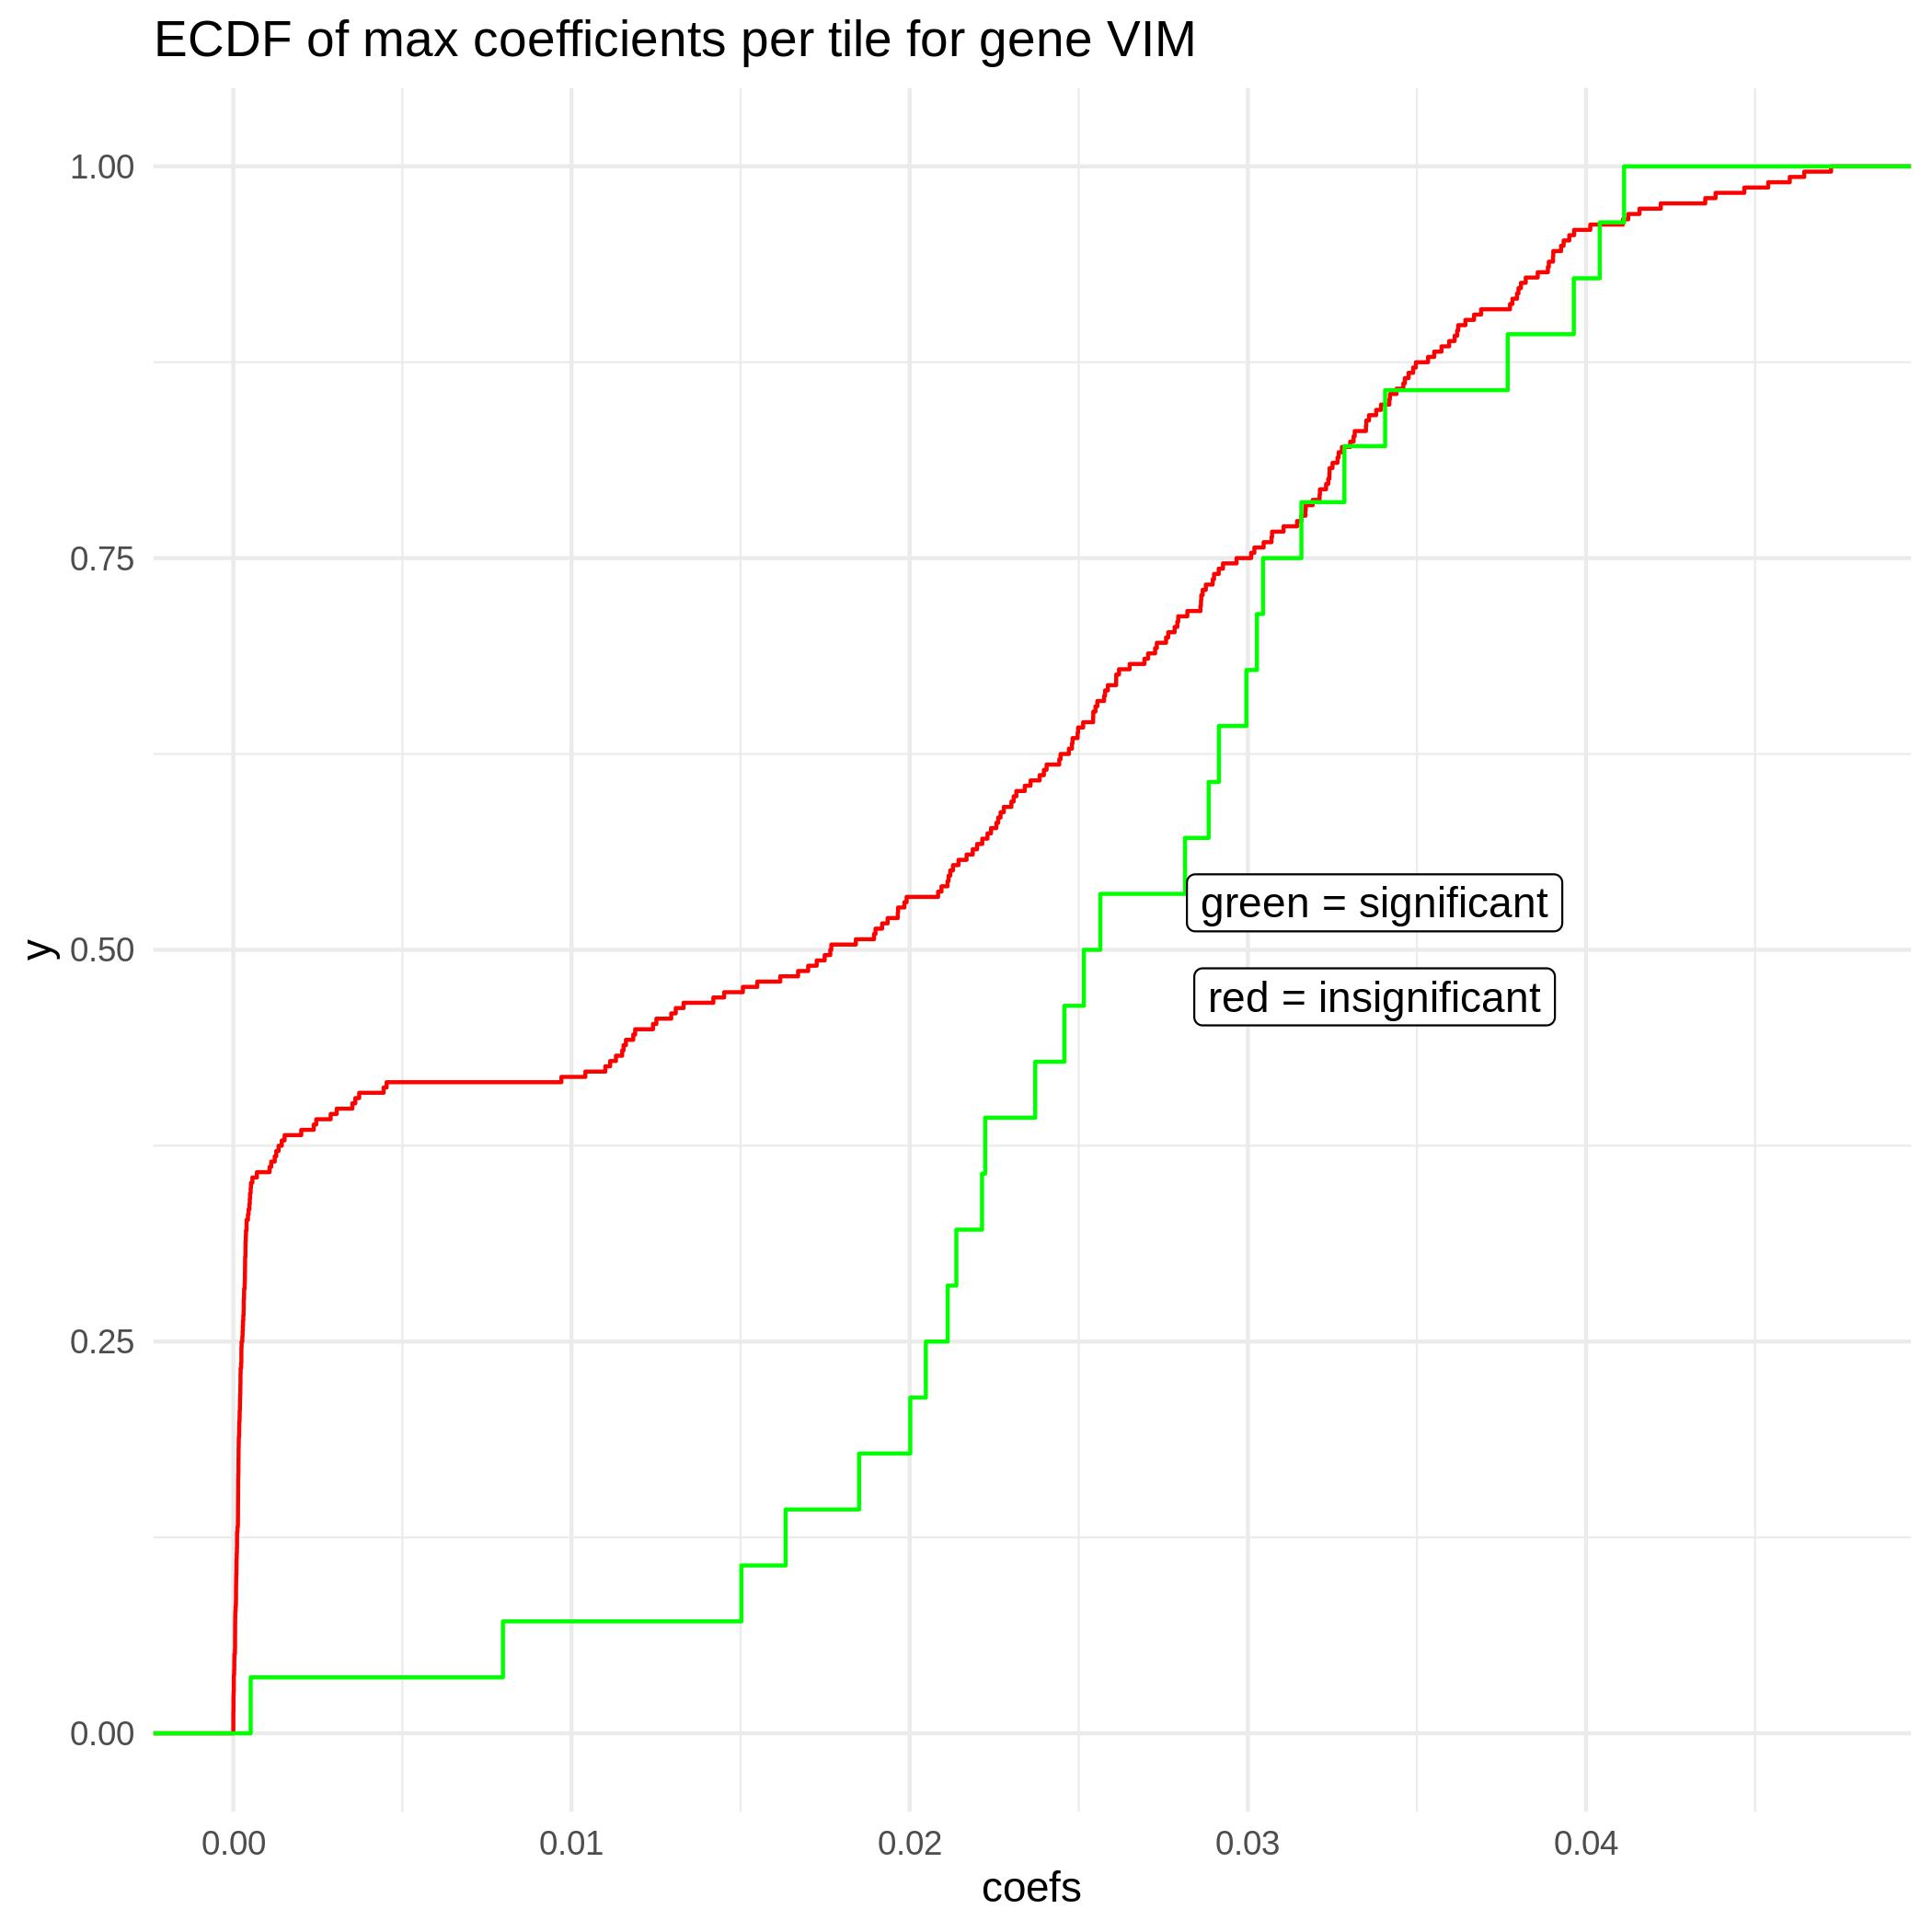 ECDF of max coefficients per tile for gene VIM
1.00
0.75
0.50
0.25
0.00
y
green = significant
red = insignificant
0.00 0.01 0.02 0.03 0.04
coefs